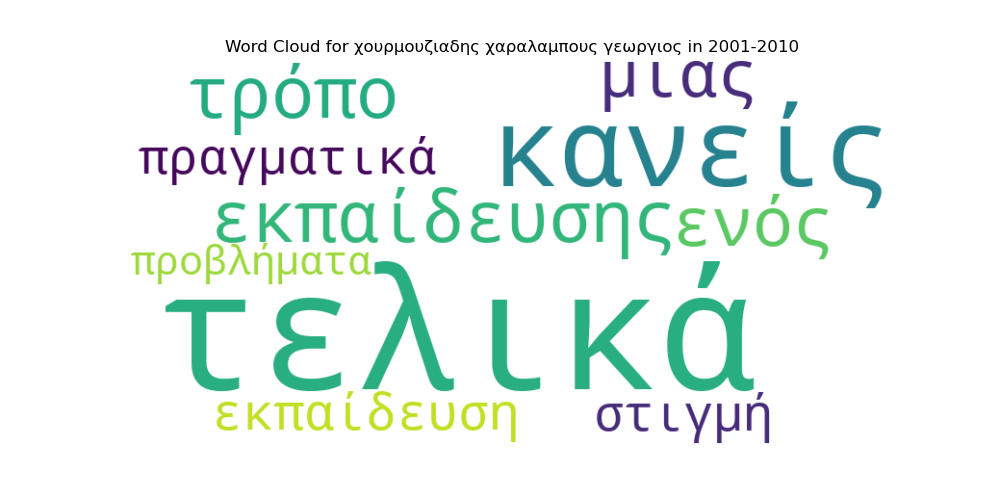 Word Cloud for χουρμουζιαδης χαραλαμπους γεωργιος in 2001-2010
τρόπο μιας
πραγματικά κανείς
εκπαίδευσης ενός
προβλήματα
τελικά
εκπαίδευση στιγμή